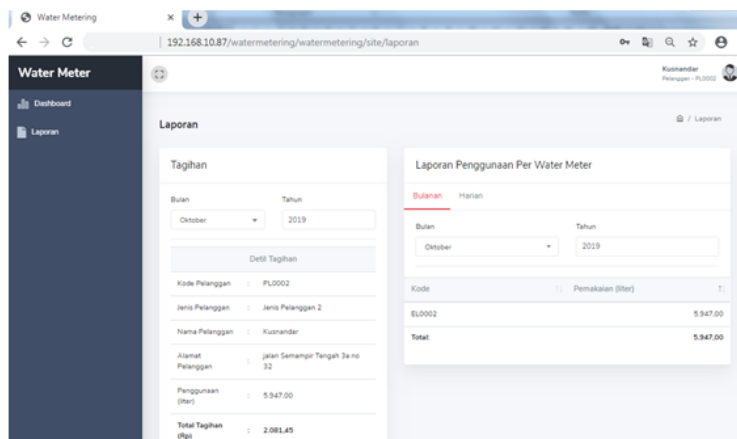 Water Metering
192.168.10.87/watermetering/watermetering/site/laporan
Water Meter
Kusnandar
Pelanggan - PL0002
Dashboard
Laporan
Laporan
/ Laporan
Tagihan
Bulan
Tahun
Oktober
2019
Detil Tagihan
Kode Pelanggan : PL0002
Jenis Pelanggan : Jenis Pelanggan 2
Nama Pelanggan : Kusnandar
Alamat Pelanggan : jalan Semampir Tengah 3a no 32
Penggunaan (liter) : 5.947,00
Total Tagihan (Rp) : 2.081,45
Laporan Penggunaan Per Water Meter
Bulanan
Harian
Bulan
Tahun
Oktober
2019
Kode
Pemakaian (liter)
EL0002
5.947,00
Total:
5.947,00